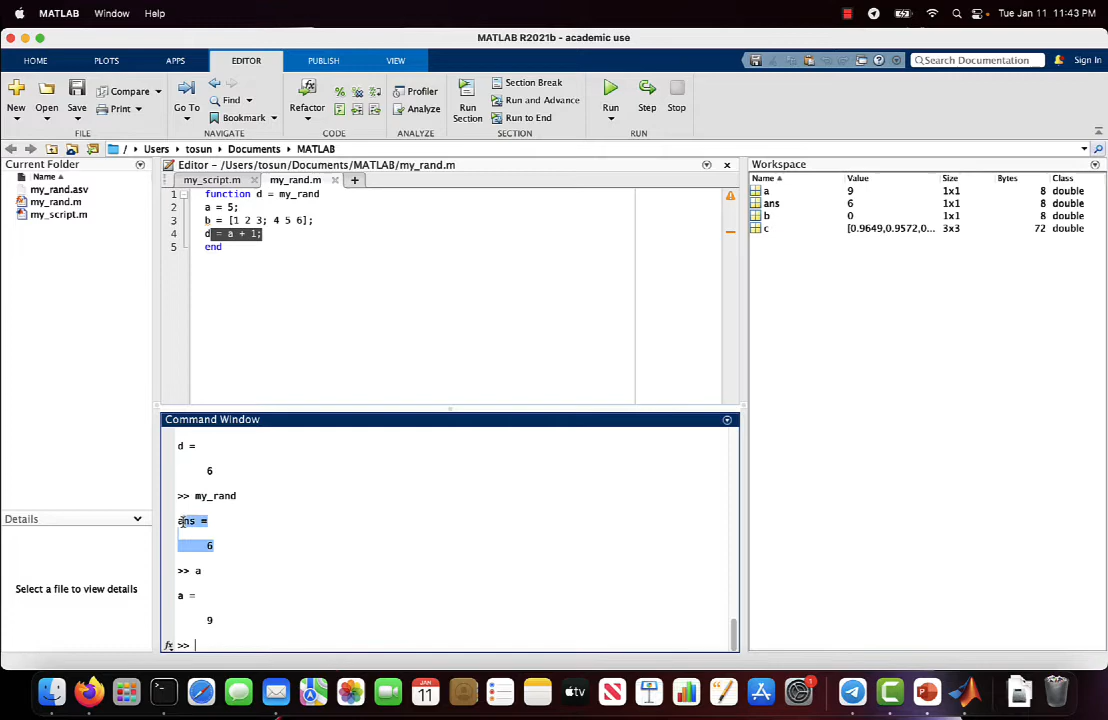 MATLAB Window Help Tue Jan 11 11:43 PM
MATLAB R2021b - academic use
HOME PLOTS APPS EDITOR PUBLISH VIEW Search Documentation Sign In
New Open Save Compare Print Go To Find Bookmark Refactor Profiler Analyze Run Section Section Break Run and Advance Run to End Run Step Stop
FILE NAVIGATE CODE ANALYZE SECTION RUN
/ Users tosun Documents MATLAB
Current Folder
Name
my_rand.asv
my_rand.m
my_script.m
Details
Select a file to view details
Editor - /Users/tosun/Documents/MATLAB/my_rand.m
my_script.m my_rand.m
1 function d = my_rand
2 a = 5;
3 b = [1 2 3; 4 5 6];
4 d = a + 1;
5 end
Command Window
d =
6
>> my_rand
ans =
6
>> a
a =
9
fx >>
Workspace
Name Value Size Bytes Class
a 9 1x1 8 double
ans 6 1x1 8 double
b 0 1x1 8 double
c [0.9649,0.9572,0... 3x3 72 double
JAN
11
tv
1